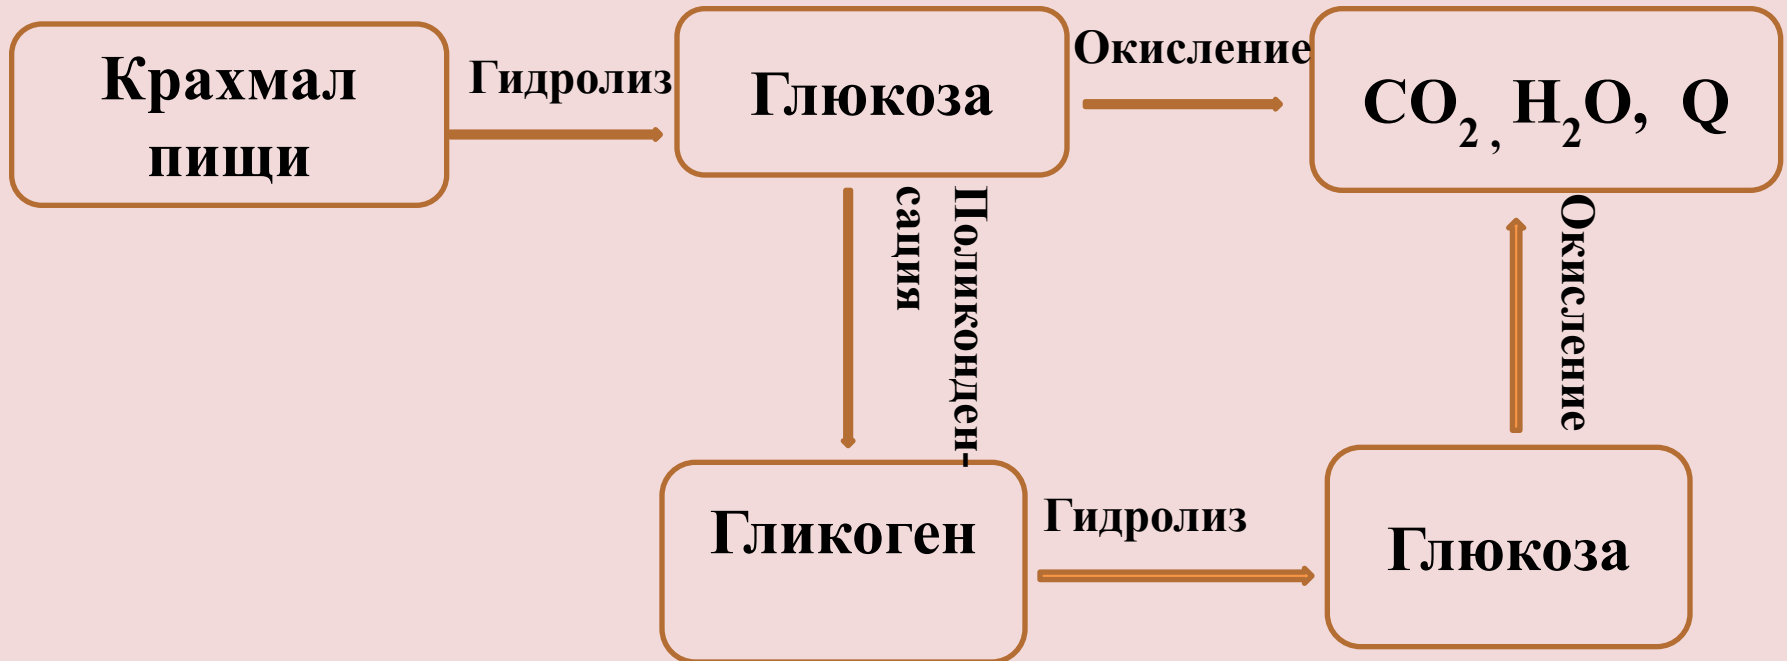 Крахмал
пищи
Гидролиз
Глюкоза
Окисление
CO₂, H₂O, Q
Поликонден-
сация
Окисление
Гликоген
Гидролиз
Глюкоза